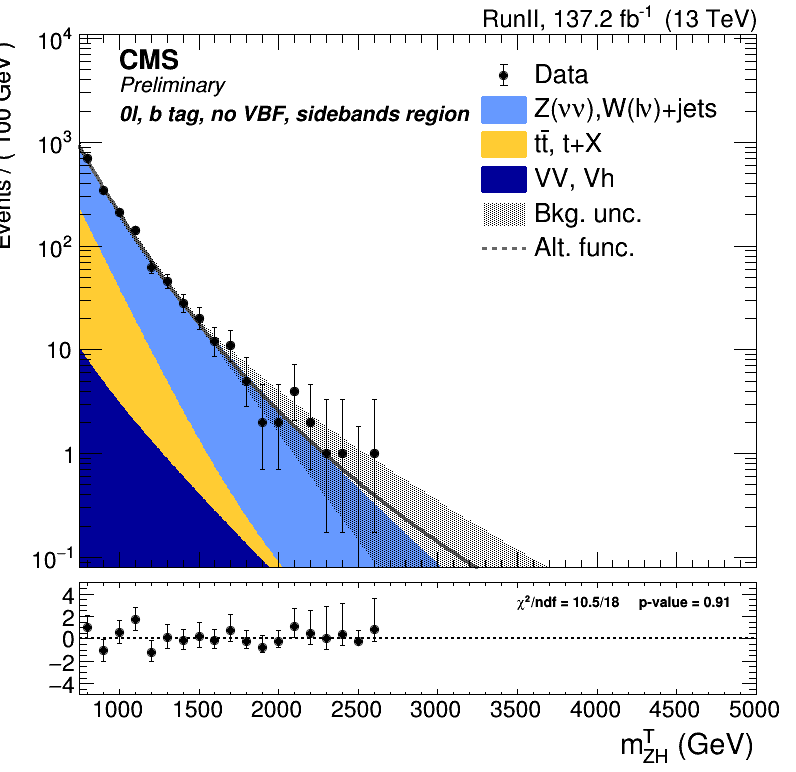 RunII, 137.2 fb⁻¹ (13 TeV)
CMS
Preliminary
0l, b tag, no VBF, sidebands region
Data
Z(νν),W(lν)+jets
tt̄, t+X
VV, Vh
Bkg. unc.
Alt. func.
Events / ( 100 GeV )
10⁴
10³
10²
10
1
10⁻¹
χ²/ndf = 10.5/18 p-value = 0.91
4
2
0
−2
−4
1000 1500 2000 2500 3000 3500 4000 4500 5000
m^T_ZH (GeV)